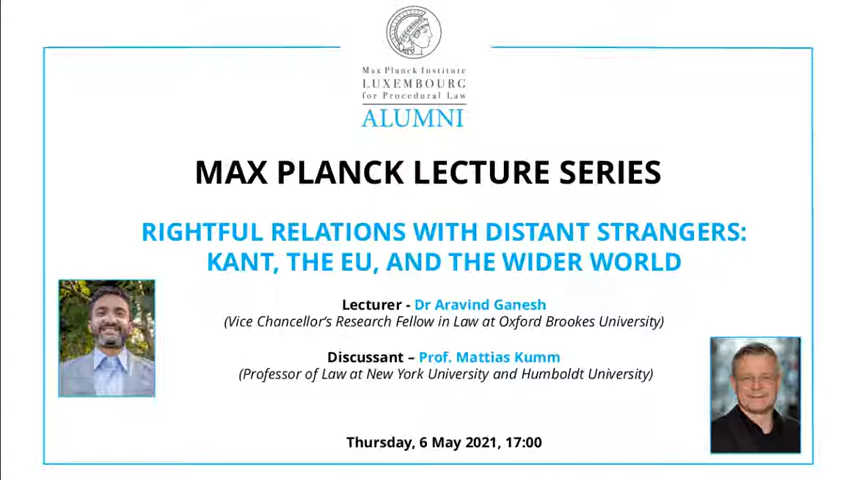 Max Planck Institute
LUXEMBOURG
for Procedural Law
ALUMNI
MAX PLANCK LECTURE SERIES
RIGHTFUL RELATIONS WITH DISTANT STRANGERS:
KANT, THE EU, AND THE WIDER WORLD
Lecturer - Dr Aravind Ganesh
(Vice Chancellor's Research Fellow in Law at Oxford Brookes University)
Discussant – Prof. Mattias Kumm
(Professor of Law at New York University and Humboldt University)
Thursday, 6 May 2021, 17:00